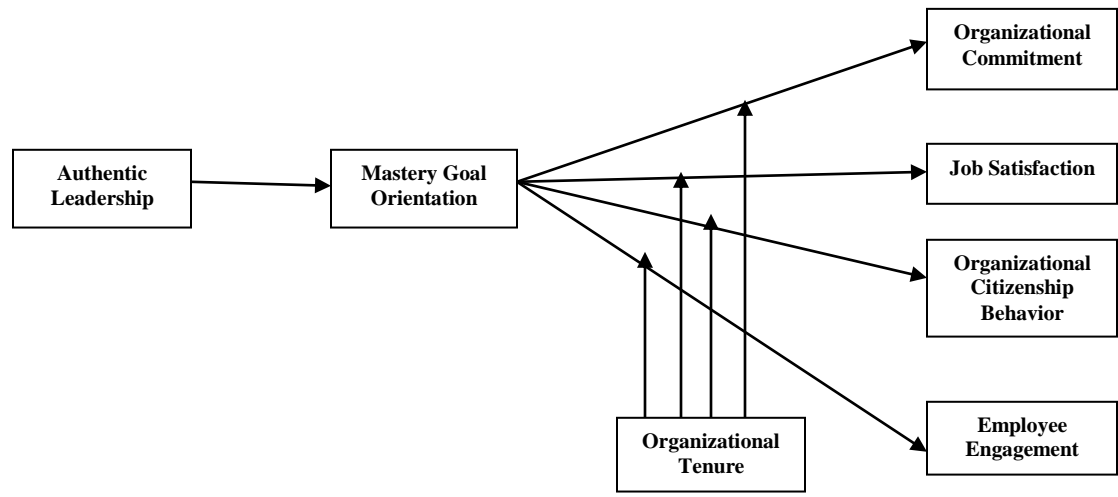 Authentic
Leadership
Mastery Goal
Orientation
Organizational
Commitment
Job Satisfaction
Organizational
Citizenship
Behavior
Employee
Engagement
Organizational
Tenure